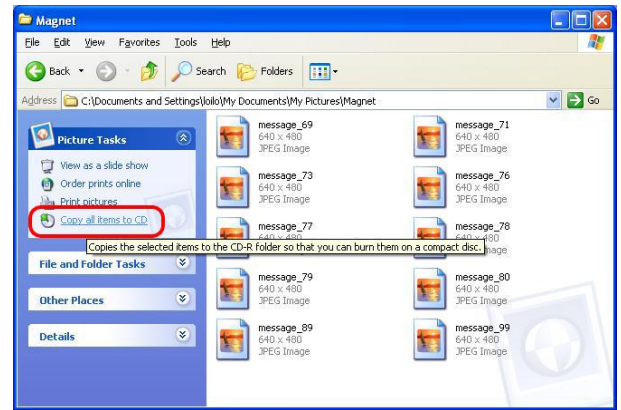 Magnet
File Edit View Favorites Tools Help
Back Search Folders
Address C:\Documents and Settings\loilo\My Documents\My Pictures\Magnet Go
Picture Tasks
View as a slide show
Order prints online
Print pictures
Copy all items to CD
Copies the selected items to the CD-R folder so that you can burn them on a compact disc.
File and Folder Tasks
Other Places
Details
message_69
640 x 480
JPEG Image
message_71
640 x 480
JPEG Image
message_73
640 x 480
JPEG Image
message_76
640 x 480
JPEG Image
message_77
640 x 480
message_78
640 x 480
message_79
640 x 480
JPEG Image
message_80
640 x 480
JPEG Image
message_89
640 x 480
JPEG Image
message_99
640 x 480
JPEG Image